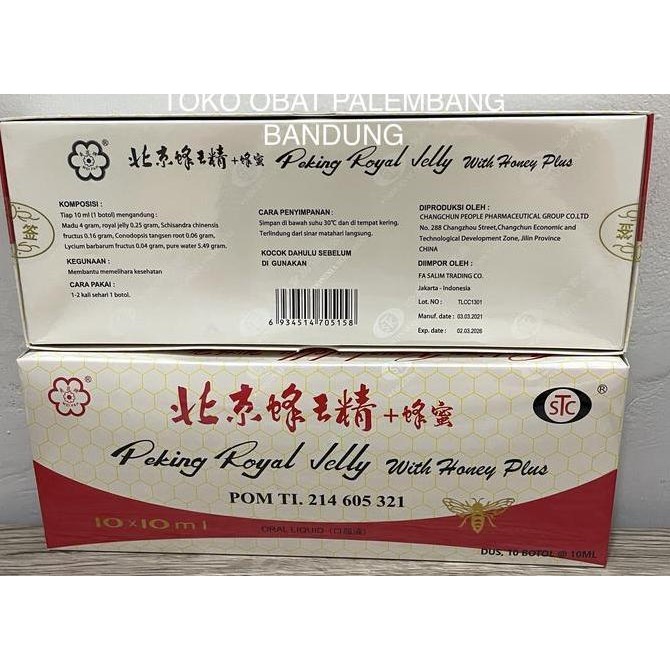 TOKO OBAT PALEMBANG
BANDUNG
北京蜂王精+蜂蜜 Peking Royal Jelly With Honey Plus
KOMPOSISI :
Tiap 10 ml (1 botol) mengandung :
Madu 4 gram, royal jelly 0.25 gram, Schisandra chinensis
fructus 0.16 gram, Conodopsis tangsen root 0.06 gram,
Lycium barbarum fructus 0.04 gram, pure water 5.49 gram.
KEGUNAAN :
Membantu memelihara kesehatan
CARA PAKAI :
1-2 kali sehari 1 botol.
CARA PENYIMPANAN :
Simpan di bawah suhu 30°C dan di tempat kering.
Terlindung dari sinar matahari langsung.
KOCOK DAHULU SEBELUM
DI GUNAKAN
6 934514 705158
DIPRODUKSI OLEH :
CHANGCHUN PEOPLE PHARMACEUTICAL GROUP CO.LTD
No. 288 Changzhou Street,Changchun Economic and
Technological Development Zone, Jilin Province
CHINA
DIIMPOR OLEH :
FA SALIM TRADING CO.
Jakarta - Indonesia
Lot. NO : TLCC1301
Manuf. date : 03.03.2021
Exp. date : 02.03.2026
北京蜂王精+蜂蜜
STC
Peking Royal Jelly With Honey Plus
POM TI. 214 605 321
10×10ml
ORAL LIQUID (口服液)
DUS, 10 BOTOL @ 10ML